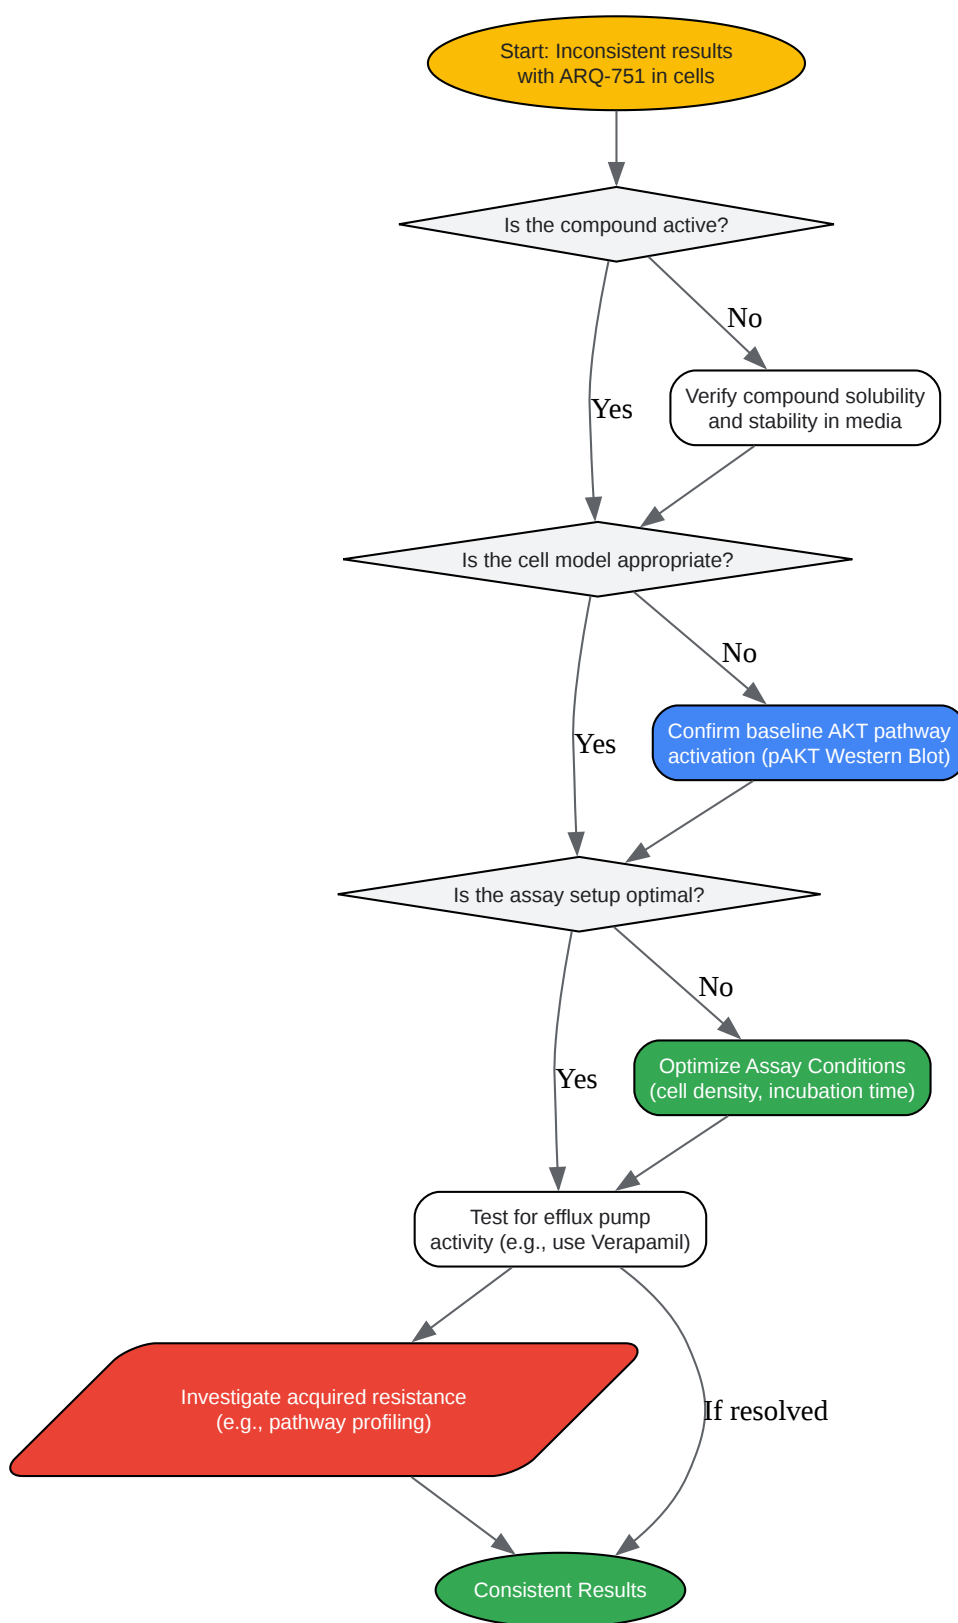 Start: Inconsistent results
with ARQ-751 in cells
Is the compound active?
No
Yes
Verify compound solubility
and stability in media
Is the cell model appropriate?
No
Yes
Confirm baseline AKT pathway
activation (pAKT Western Blot)
Is the assay setup optimal?
No
Yes
Optimize Assay Conditions
(cell density, incubation time)
Test for efflux pump
activity (e.g., use Verapamil)
Investigate acquired resistance
(e.g., pathway profiling)
If resolved
Consistent Results